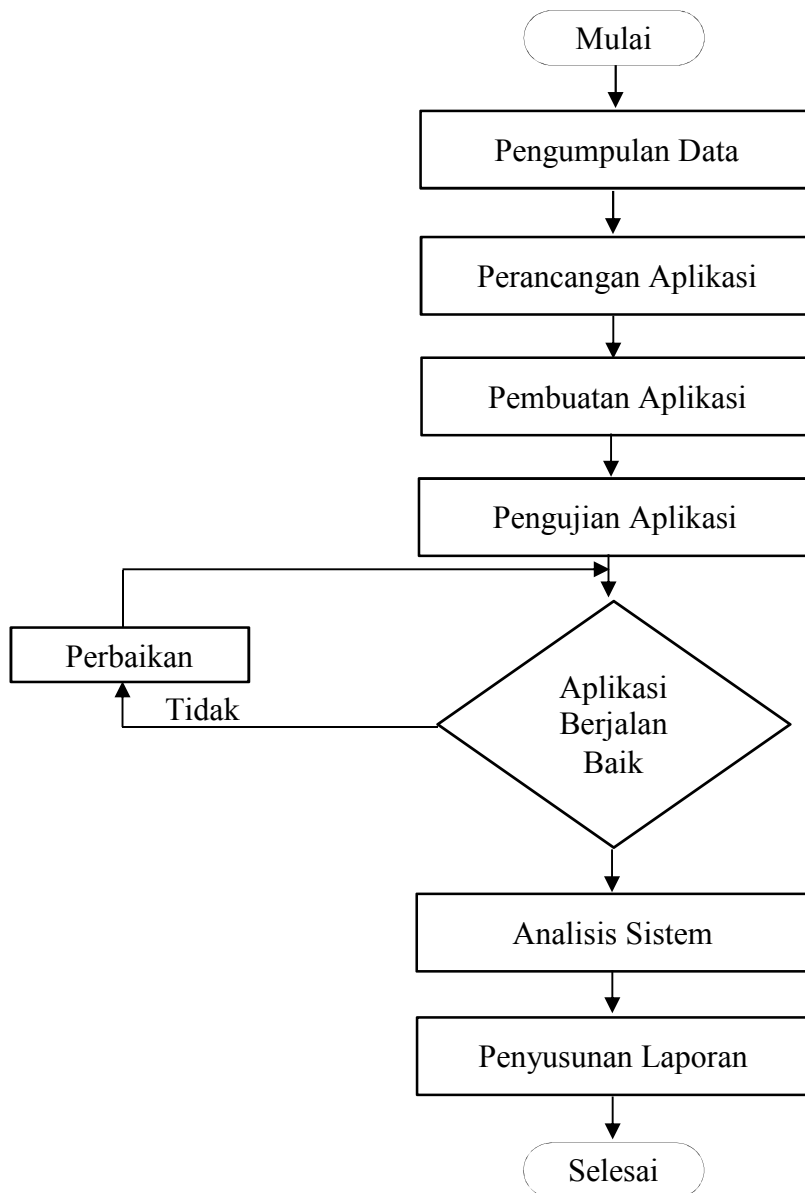 Mulai
Pengumpulan Data
Perancangan Aplikasi
Pembuatan Aplikasi
Pengujian Aplikasi
Perbaikan
Tidak
Aplikasi
Berjalan
Baik
Analisis Sistem
Penyusunan Laporan
Selesai